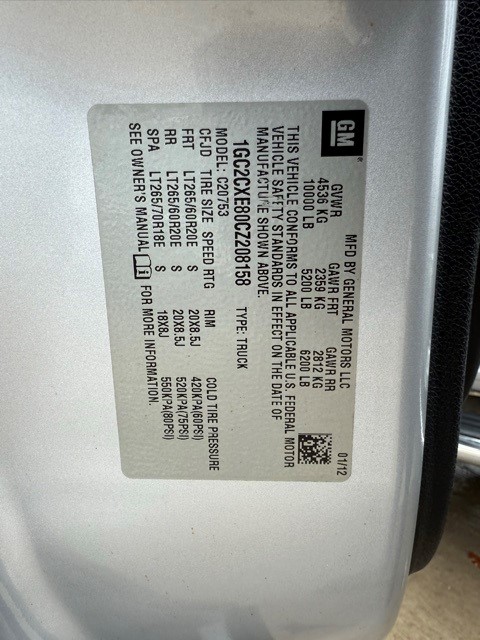 GM®
MFD BY GENERAL MOTORS LLC 01/12
GVWR GAWR FRT GAWR RR
4536 KG 2359 KG 2812 KG
10000 LB 5200 LB 6200 LB
THIS VEHICLE CONFORMS TO ALL APPLICABLE U.S. FEDERAL MOTOR
VEHICLE SAFETY STANDARDS IN EFFECT ON THE DATE OF
MANUFACTURE SHOWN ABOVE.
1GC2CXE80CZ208158 TYPE: TRUCK
MODEL: C20753
CFJD TIRE SIZE SPEED RTG RIM COLD TIRE PRESSURE
FRT LT265/60R20E S 20X8.5J 420KPA(60PSI)
RR LT265/60R20E S 20X8.5J 520KPA(75PSI)
SPA LT265/70R18E S 18X8J 550KPA(80PSI)
SEE OWNER'S MANUAL FOR MORE INFORMATION.